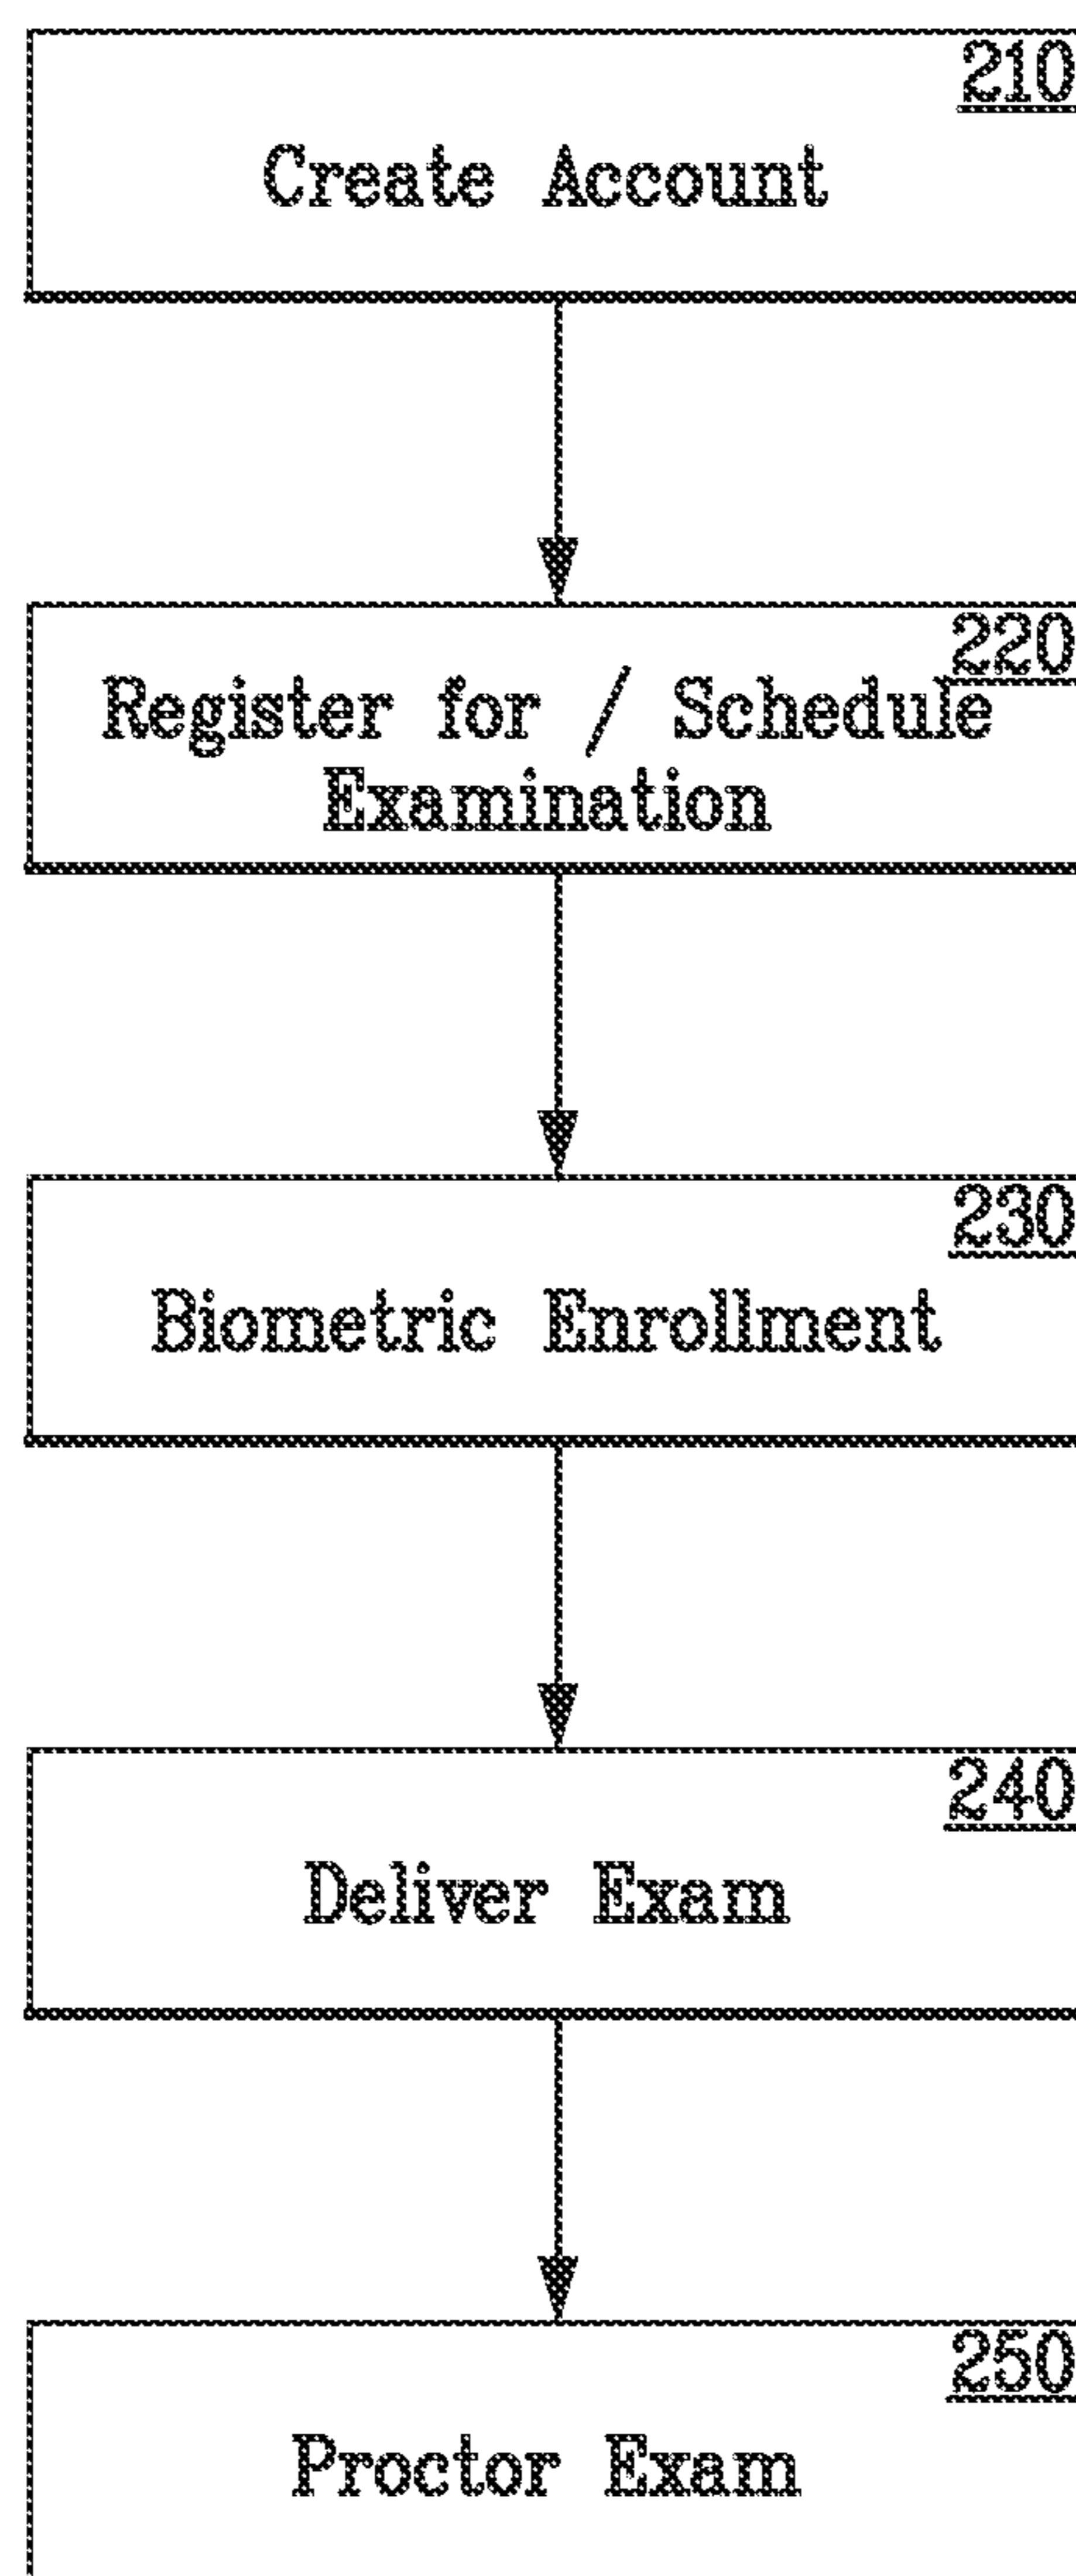 210
Create Account
220
Register for / Schedule
Examination
230
Biometric Enrollment
240
Deliver Exam
250
Proctor Exam